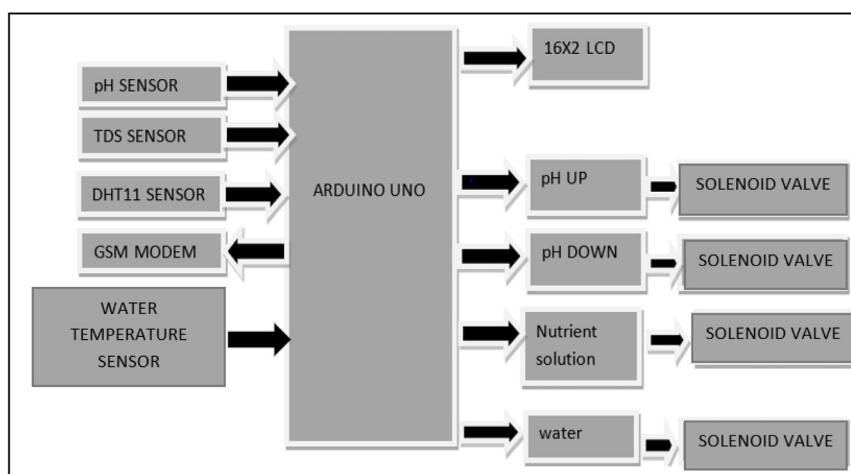 pH SENSOR
TDS SENSOR
DHT11 SENSOR
GSM MODEM
WATER
TEMPERATURE
SENSOR
ARDUINO UNO
16X2 LCD
pH UP
SOLENOID VALVE
pH DOWN
SOLENOID VALVE
Nutrient
solution
SOLENOID VALVE
water
SOLENOID VALVE